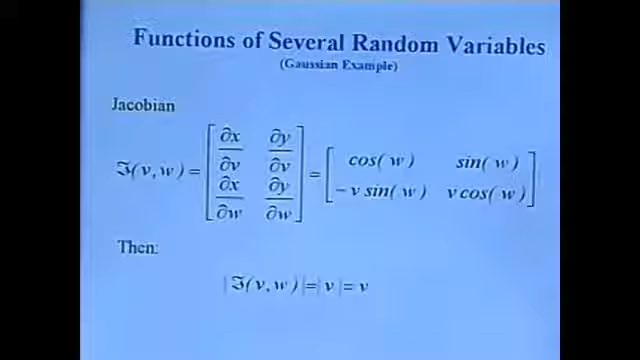 Functions of Several Random Variables
(Gaussian Example)
Jacobian
ℑ(v,w) = [ ∂x/∂v ∂y/∂v ; ∂x/∂w ∂y/∂w ] = [ cos(w) sin(w) ; −v sin(w) v cos(w) ]
Then:
| ℑ(v,w) |=| v |= v